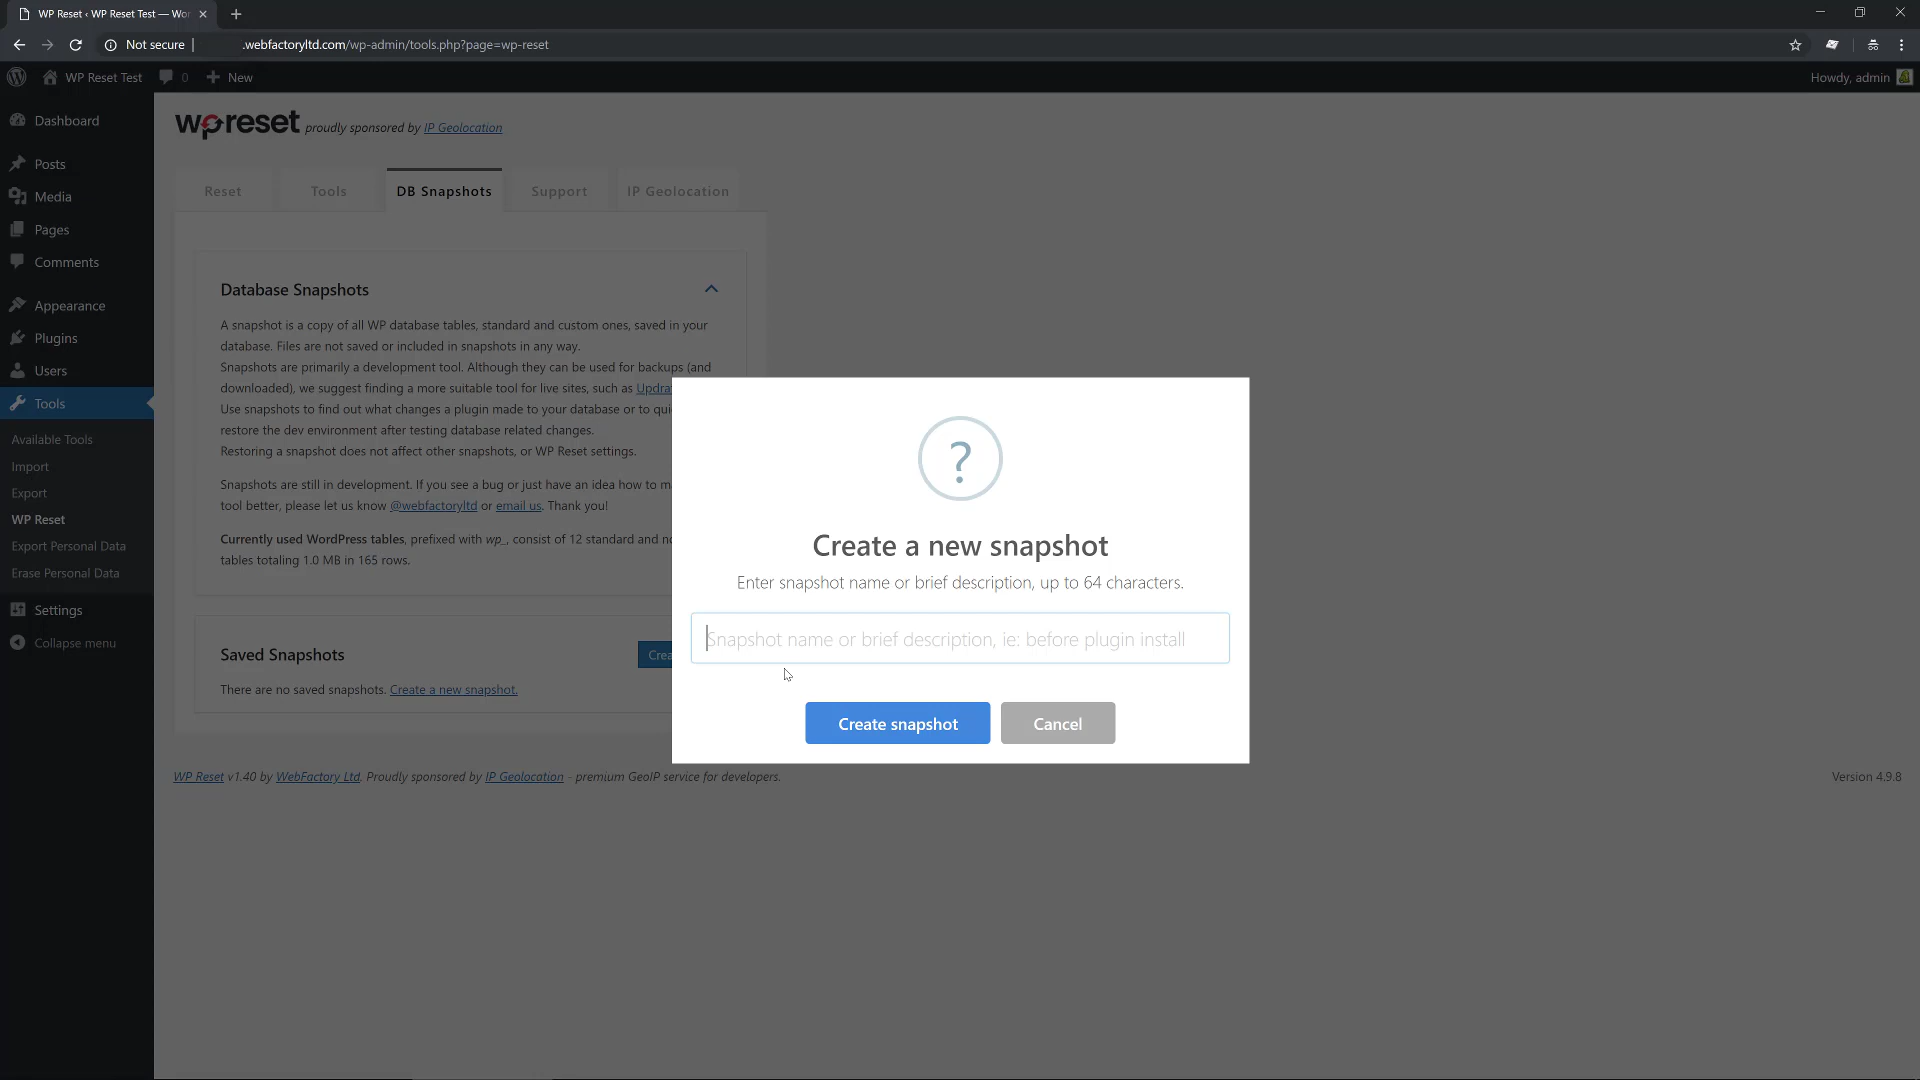 WP Reset ‹ WP Reset Test — Wor
Not secure | .webfactoryltd.com/wp-admin/tools.php?page=wp-reset
WP Reset Test 0 New Howdy, admin
Dashboard
Posts
Media
Pages
Comments
Appearance
Plugins
Users
Tools
Available Tools
Import
Export
WP Reset
Export Personal Data
Erase Personal Data
Settings
Collapse menu
wp reset proudly sponsored by IP Geolocation
Reset Tools DB Snapshots Support IP Geolocation
Database Snapshots
A snapshot is a copy of all WP database tables, standard and custom ones, saved in your
database. Files are not saved or included in snapshots in any way.
Snapshots are primarily a development tool. Although they can be used for backups (and
downloaded), we suggest finding a more suitable tool for live sites, such as Updra
Use snapshots to find out what changes a plugin made to your database or to qui
restore the dev environment after testing database related changes.
Restoring a snapshot does not affect other snapshots, or WP Reset settings.
Snapshots are still in development. If you see a bug or just have an idea how to m
tool better, please let us know @webfactoryltd or email us. Thank you!
Currently used WordPress tables, prefixed with wp_, consist of 12 standard and no
tables totaling 1.0 MB in 165 rows.
Saved Snapshots Crea
There are no saved snapshots. Create a new snapshot.
WP Reset v1.40 by WebFactory Ltd. Proudly sponsored by IP Geolocation - premium GeoIP service for developers.
Version 4.9.8
?
Create a new snapshot
Enter snapshot name or brief description, up to 64 characters.
Snapshot name or brief description, ie: before plugin install
Create snapshot Cancel